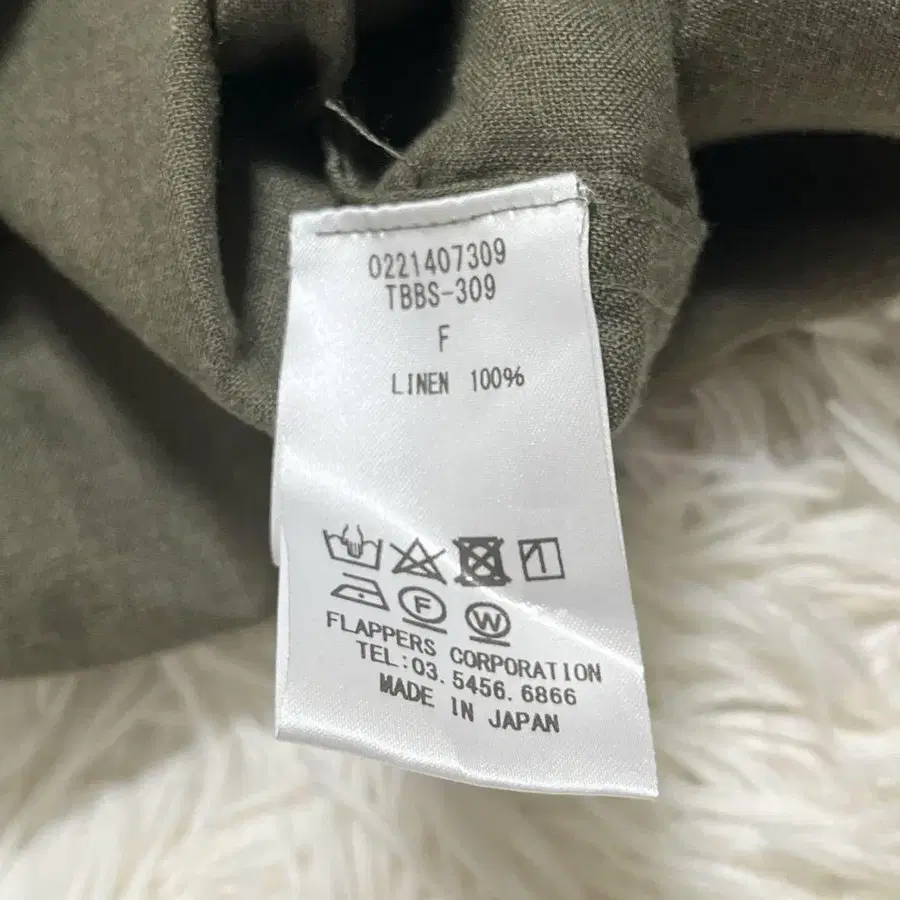 0221407309
TBBS-309
F
LINEN 100%
F W
FLAPPERS CORPORATION
TEL:03.5456.6866
MADE IN JAPAN